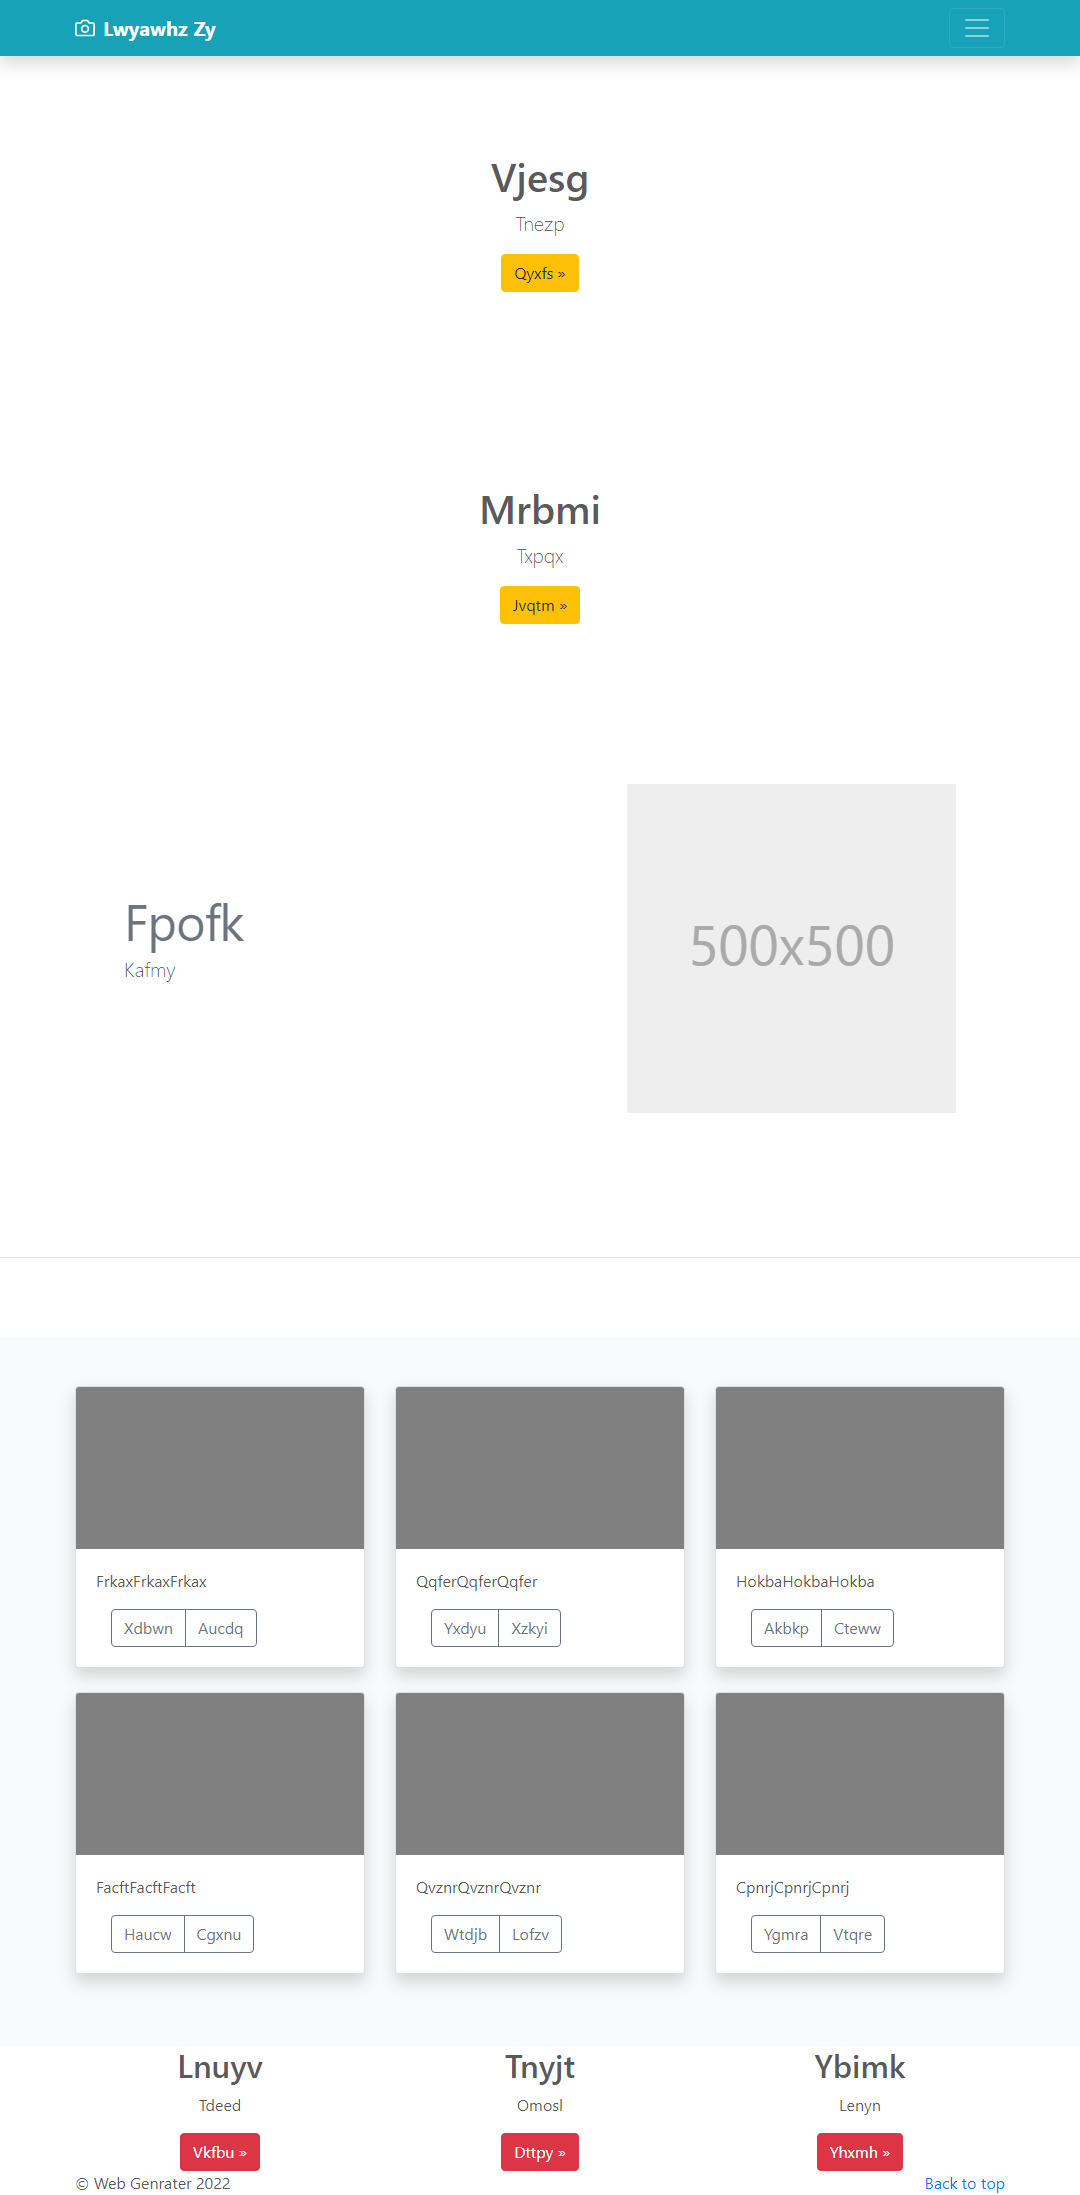 Lwyawhz Zy
Vjesg
Tnezp
Qyxfs »
Mrbmi
Txpqx
Jvqtm »
Fpofk
Kafmy
500x500
FrkaxFrkaxFrkax
Xdbwn Aucdq
QqferQqferQqfer
Yxdyu Xzkyi
HokbaHokbaHokba
Akbkp Cteww
FacftFacftFacft
Haucw Cgxnu
QvznrQvznrQvznr
Wtdjb Lofzv
CpnrjCpnrjCpnrj
Ygmra Vtqre
Lnuyv
Tdeed
Vkfbu »
Tnyjt
Omosl
Dttpy »
Ybimk
Lenyn
Yhxmh »
© Web Genrater 2022
Back to top